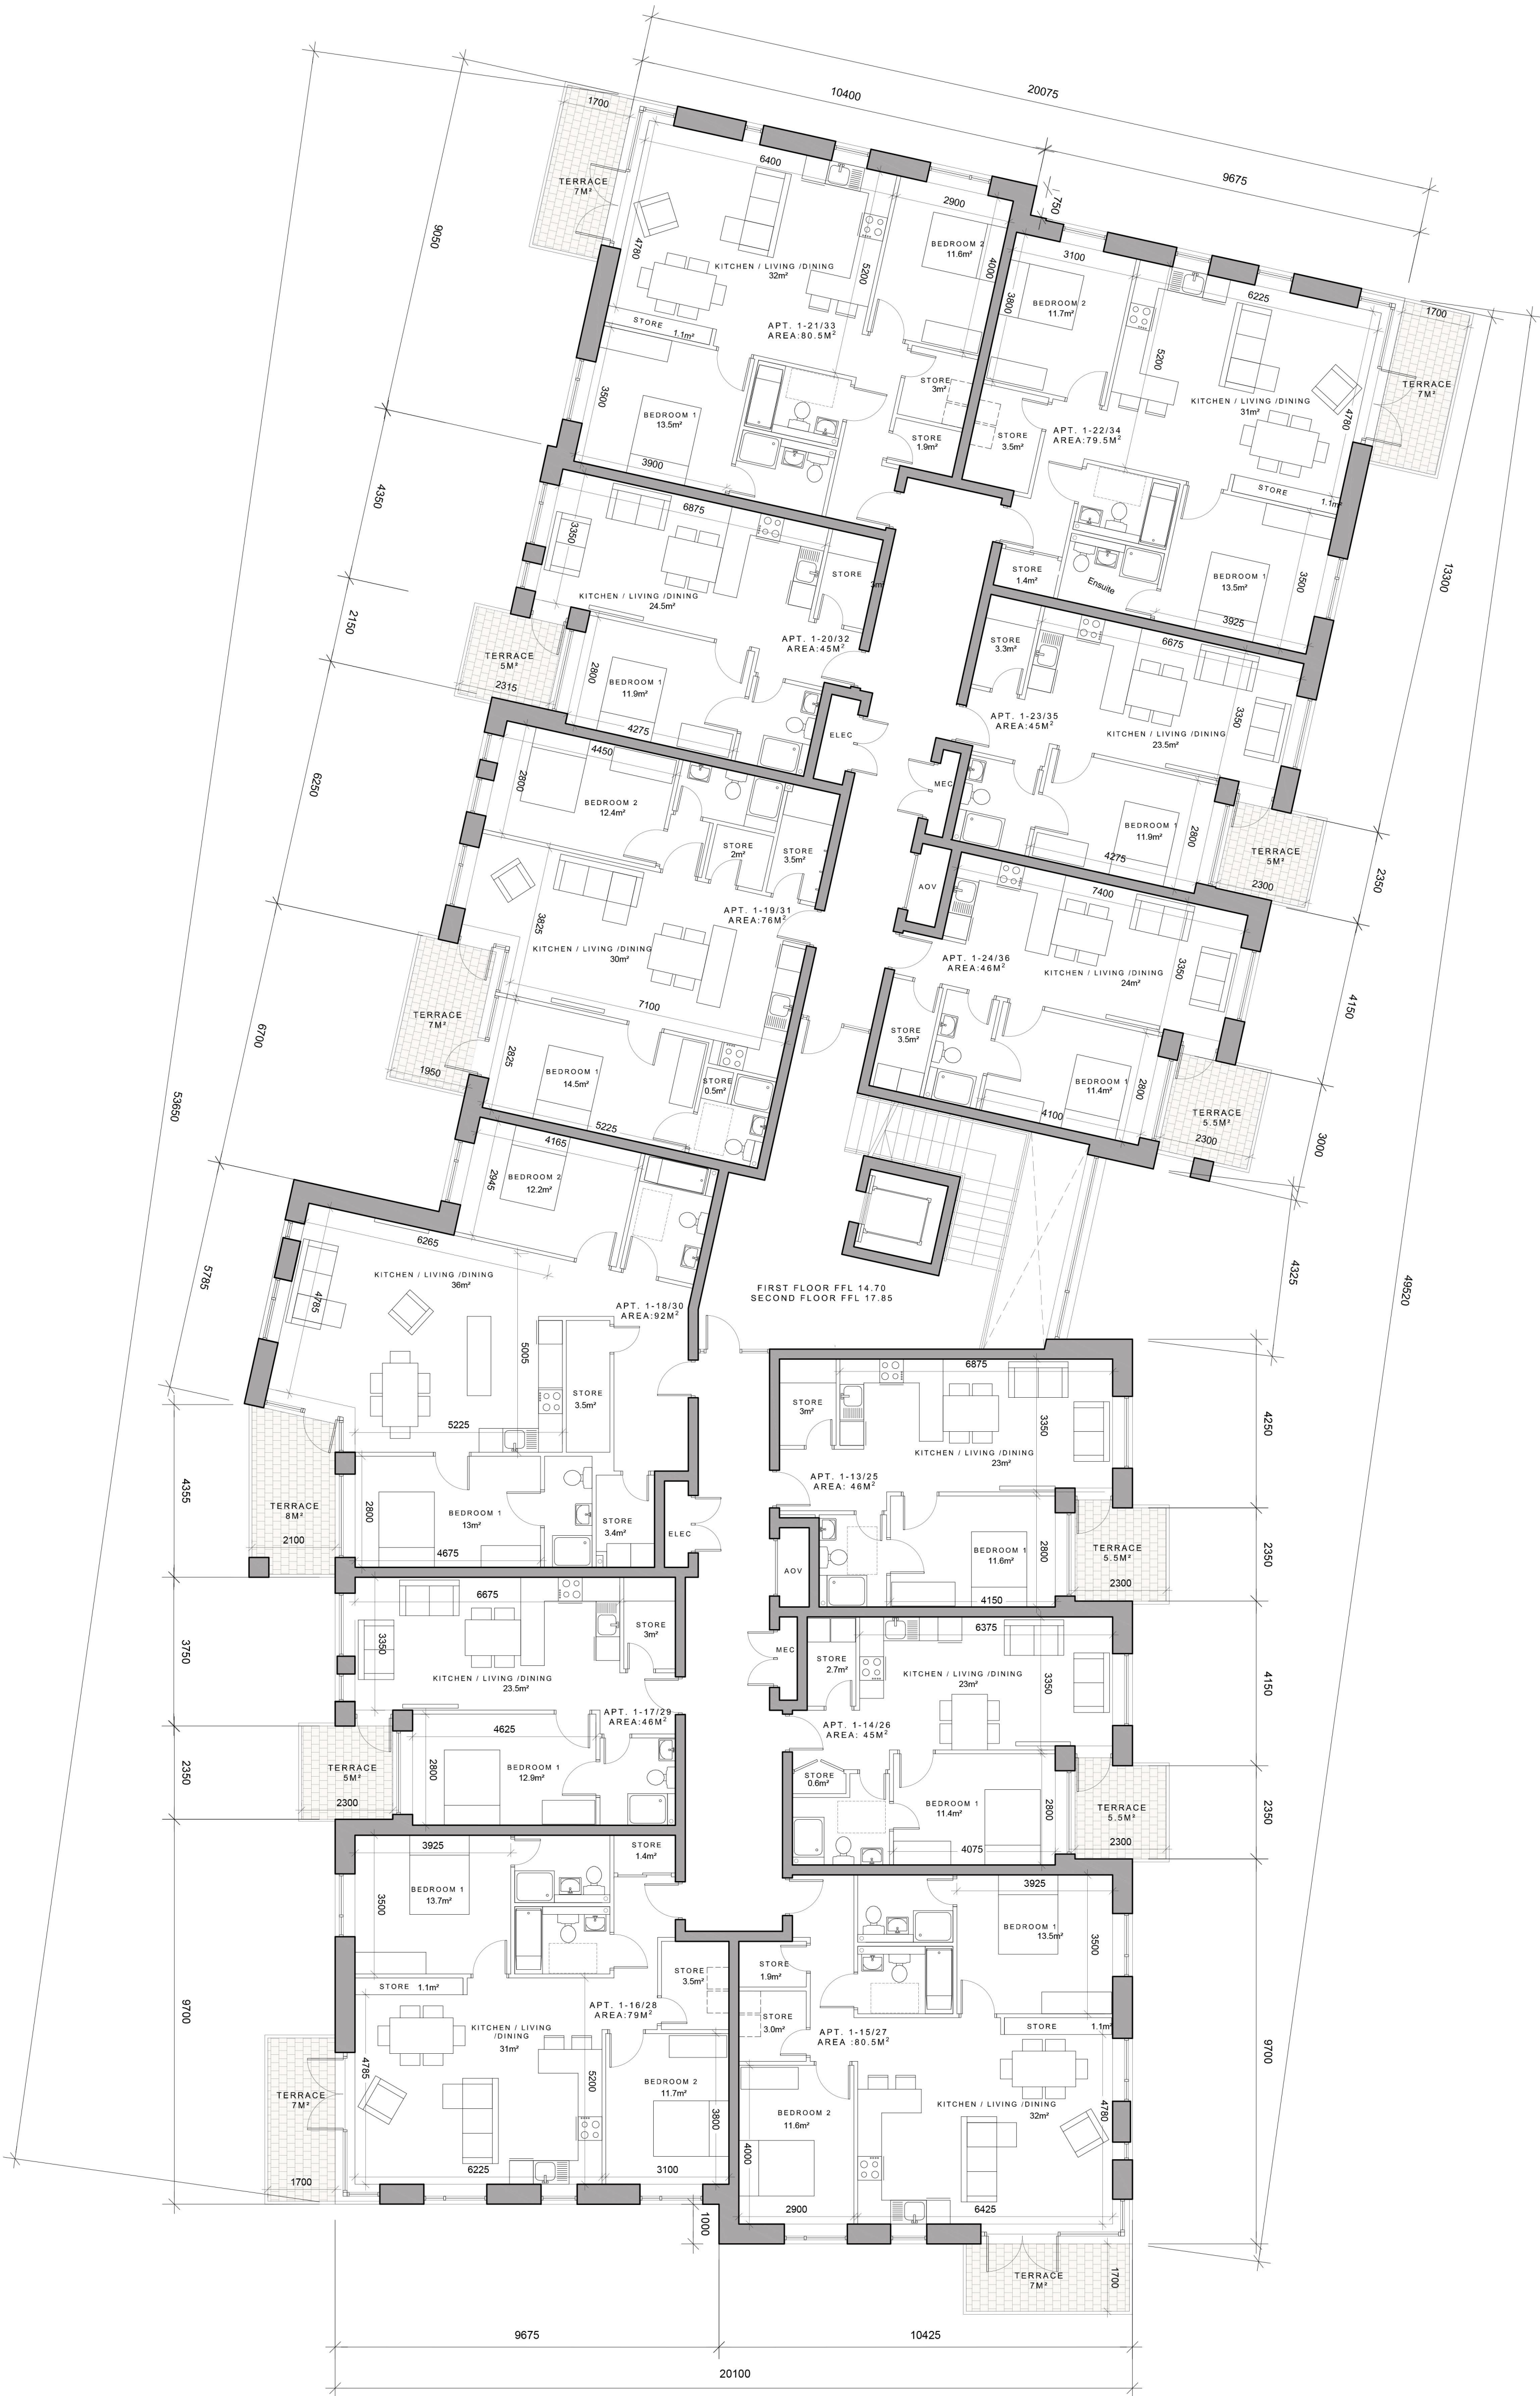 20075
10400
9675
750
1700
TERRACE
7M²
6400
2900
4780
KITCHEN / LIVING /DINING
32m²
5200
BEDROOM 2
11.6m²
4000
STORE
1.1m²
APT. 1-21/33
AREA:80.5M²
3500
BEDROOM 1
13.5m²
3900
STORE
3m²
STORE
1.9m²
3100
BEDROOM 2
11.7m²
3800
6225
5200
KITCHEN / LIVING /DINING
31m²
4780
1700
TERRACE
7M²
APT. 1-22/34
AREA:79.5M²
STORE
3.5m²
STORE
1.1m²
STORE
1.4m²
Ensuite
BEDROOM 1
13.5m²
3500
3925
9050
4350
2150
6250
6700
5785
53650
13300
2350
4150
3000
4325
49520
6875
3350
KITCHEN / LIVING /DINING
24.5m²
STORE
3m²
APT. 1-20/32
AREA:45M²
TERRACE
5M²
2315
2800
BEDROOM 1
11.9m²
4275
ELEC
STORE
3.3m²
6675
APT. 1-23/35
AREA:45M²
3350
KITCHEN / LIVING /DINING
23.5m²
MEC
BEDROOM 1
11.9m²
2800
4275
TERRACE
5M²
2300
4450
2800
BEDROOM 2
12.4m²
STORE
2m²
STORE
3.5m²
APT. 1-19/31
AREA:76M²
3825
KITCHEN / LIVING /DINING
30m²
7100
TERRACE
7M²
1950
2825
BEDROOM 1
14.5m²
STORE
0.5m²
5225
AOV
7400
APT. 1-24/36
AREA:46M²
3350
KITCHEN / LIVING /DINING
24m²
STORE
3.5m²
BEDROOM 1
11.4m²
2800
4100
TERRACE
5.5M²
2300
4165
2945
BEDROOM 2
12.2m²
6265
KITCHEN / LIVING /DINING
36m²
4785
APT. 1-18/30
AREA:92M²
5005
STORE
3.5m²
5225
FIRST FLOOR FFL 14.70
SECOND FLOOR FFL 17.85
TERRACE
8M²
2100
2800
BEDROOM 1
13m²
4675
STORE
3.4m²
ELEC
4355
3750
2350
9700
6875
STORE
3m²
3350
KITCHEN / LIVING /DINING
23m²
APT. 1-13/25
AREA: 46M²
BEDROOM 1
11.6m²
2800
4150
TERRACE
5.5M²
2300
AOV
4250
2350
4150
2350
9700
6675
3350
STORE
3m²
KITCHEN / LIVING /DINING
23.5m²
APT. 1-17/29
AREA:46M²
TERRACE
5M²
2300
4625
2800
BEDROOM 1
12.9m²
MEC
STORE
2.7m²
6375
KITCHEN / LIVING /DINING
23m²
3350
APT. 1-14/26
AREA: 45M²
STORE
0.6m²
BEDROOM 1
11.4m²
2800
4075
TERRACE
5.5M²
2300
3925
BEDROOM 1
13.7m²
3500
STORE
1.4m²
STORE 1.1m²
STORE
3.5m²
APT. 1-16/28
AREA:79M²
KITCHEN / LIVING
/DINING
31m²
4785
5200
BEDROOM 2
11.7m²
3800
TERRACE
7M²
1700
6225
3100
1000
3925
BEDROOM 1
13.5m²
3500
STORE
1.9m²
STORE
3.0m²
STORE
1.1m²
APT. 1-15/27
AREA :80.5M²
KITCHEN / LIVING /DINING
32m²
4780
BEDROOM 2
11.6m²
4000
2900
6425
TERRACE
7M²
1700
9675
10425
20100